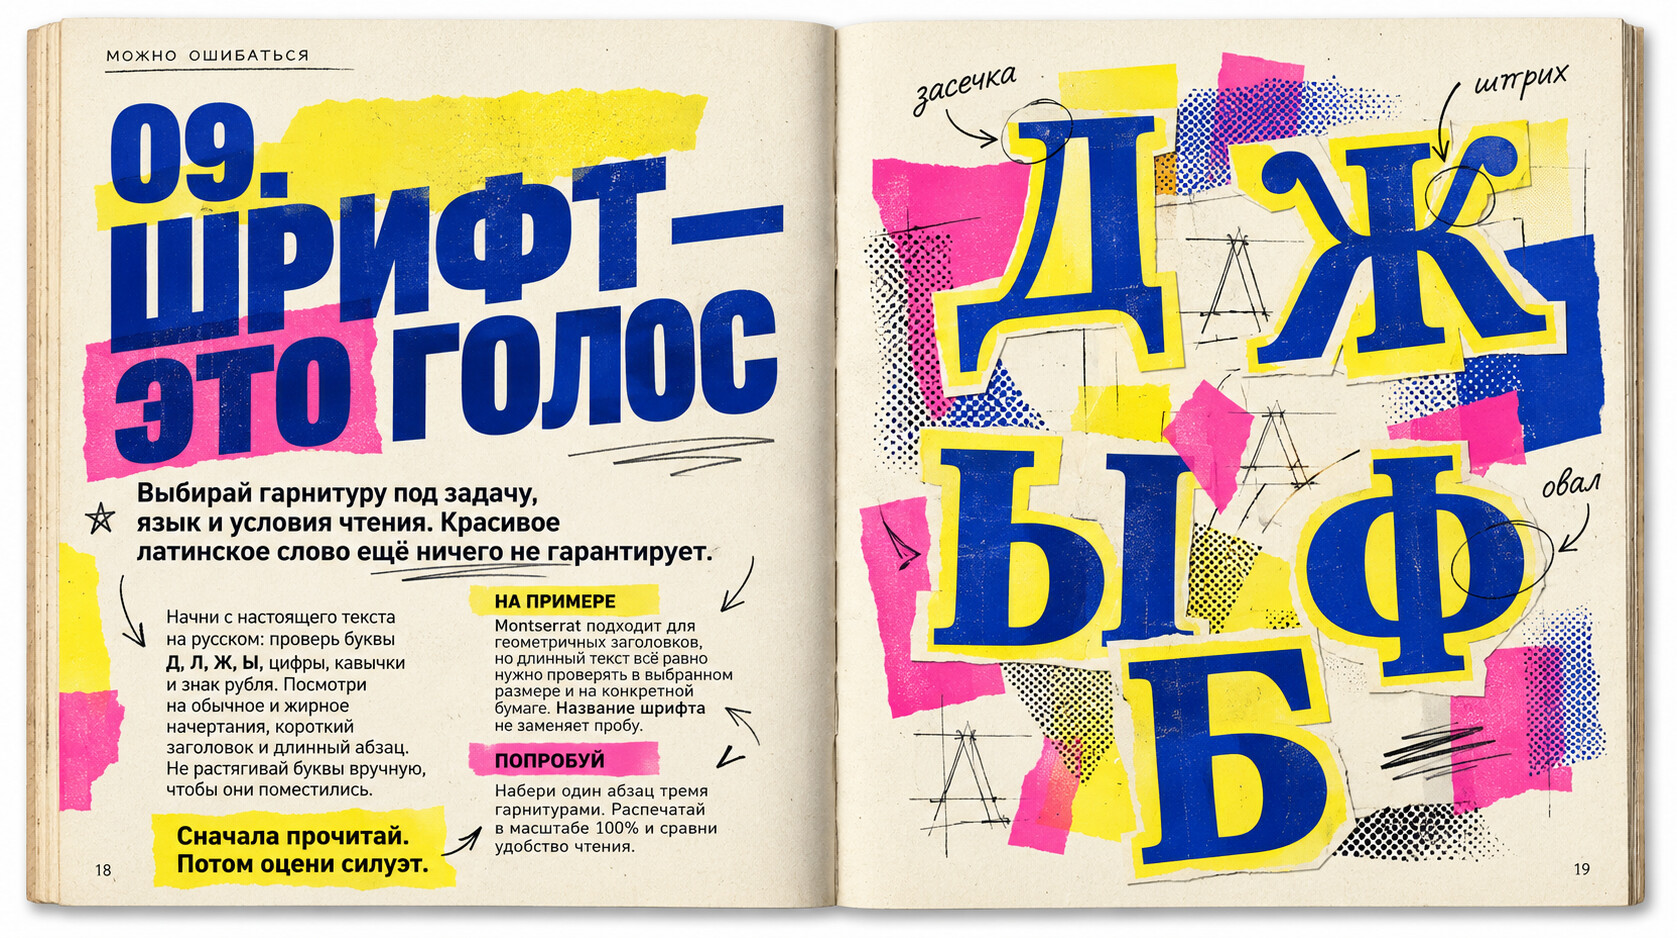 МОЖНО ОШИБАТЬСЯ
09.
ШРИФТ—
ЭТО ГОЛОС
Выбирай гарнитуру под задачу,
язык и условия чтения. Красивое
латинское слово ещё ничего не гарантирует.
Начни с настоящего текста
на русском: проверь буквы
Д, Л, Ж, Ы, цифры, кавычки
и знак рубля. Посмотри
на обычное и жирное
начертания, короткий
заголовок и длинный абзац.
Не растягивай буквы вручную,
чтобы они поместились.
Сначала прочитай.
Потом оцени силуэт.
НА ПРИМЕРЕ
Montserrat подходит для
геометричных заголовков,
но длинный текст всё равно
нужно проверять в выбранном
размере и на конкретной
бумаге. Название шрифта
не заменяет пробу.
ПОПРОБУЙ
Набери один абзац тремя
гарнитурами. Распечатай
в масштабе 100% и сравни
удобство чтения.
18
засечка
штрих
Д Ж
овал
Ы Ф
Б
19